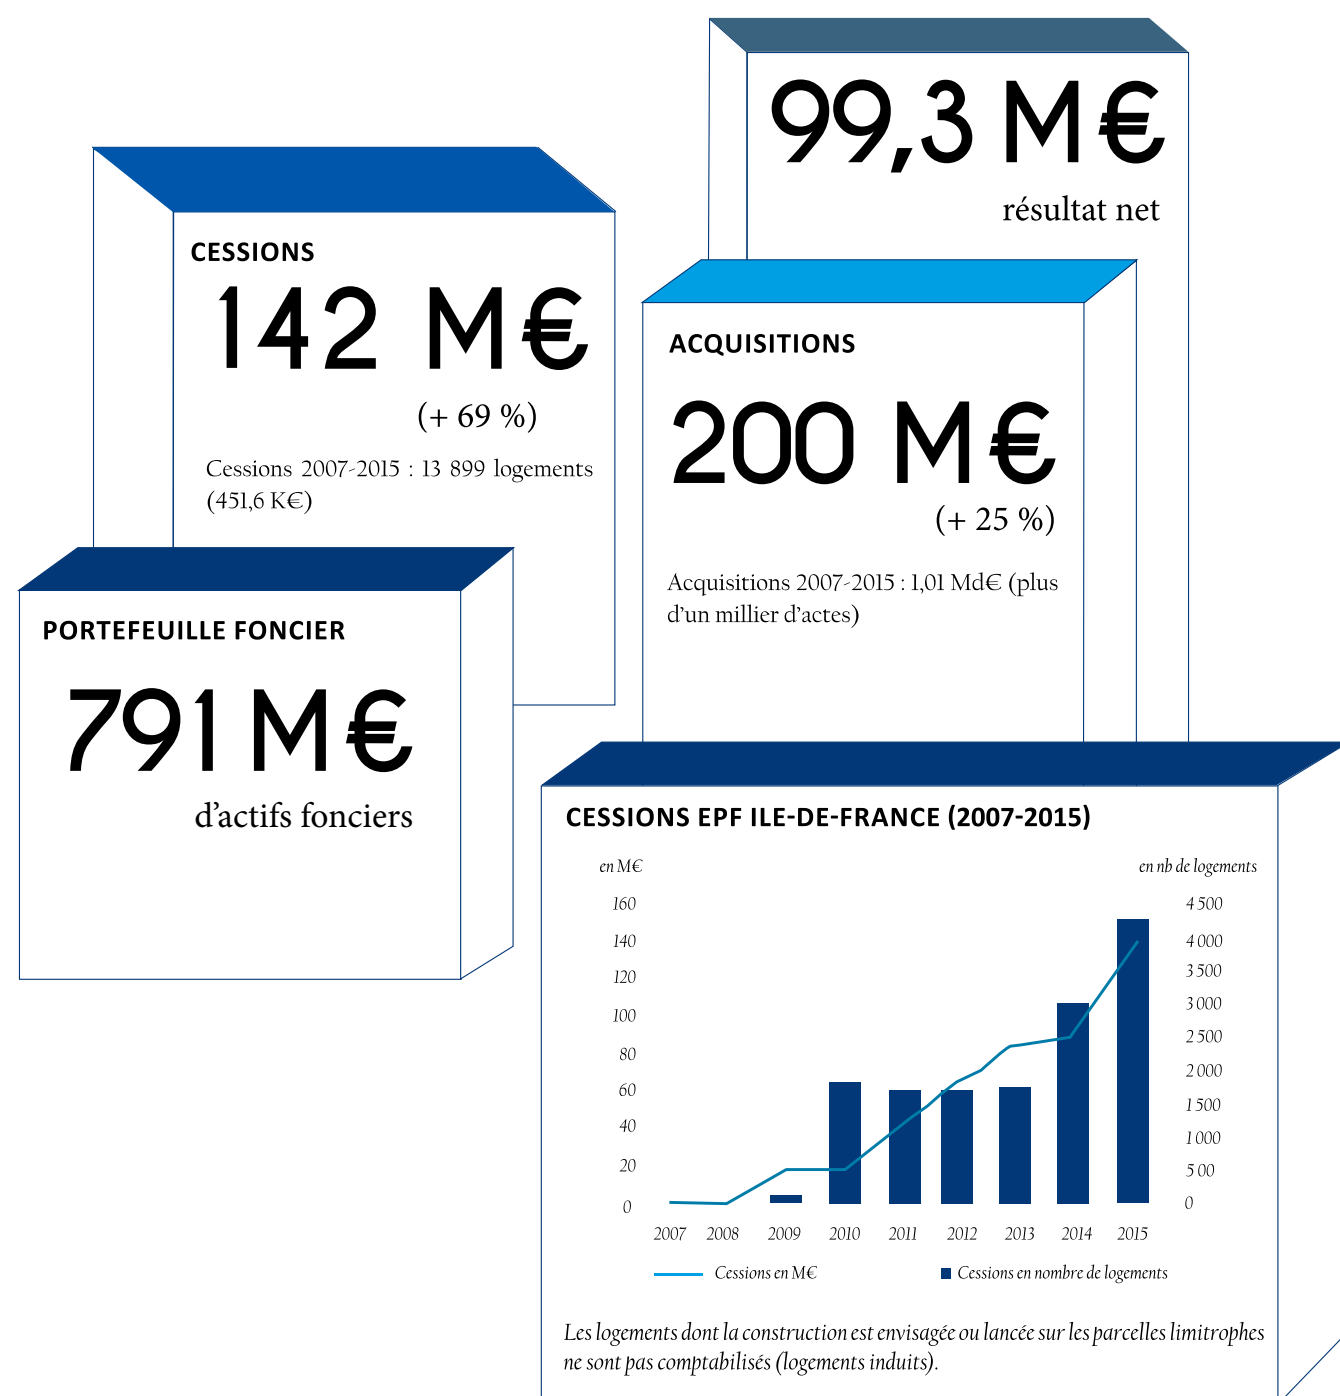 99,3 M€
résultat net
CESSIONS
142 M€
(+ 69 %)
Cessions 2007-2015 : 13 899 logements
(451,6 K€)
ACQUISITIONS
200 M€
(+ 25 %)
Acquisitions 2007-2015 : 1,01 Md€ (plus
d’un millier d’actes)
PORTEFEUILLE FONCIER
791 M€
d’actifs fonciers
CESSIONS EPF ILE-DE-FRANCE (2007-2015)
en M€
en nb de logements
160
140
120
100
80
60
40
20
0
4 500
4 000
3 500
3 000
2 500
2 000
1 500
1 000
500
0
2007 2008 2009 2010 2011 2012 2013 2014 2015
Cessions en M€
Cessions en nombre de logements
Les logements dont la construction est envisagée ou lancée sur les parcelles limitrophes
ne sont pas comptabilisés (logements induits).